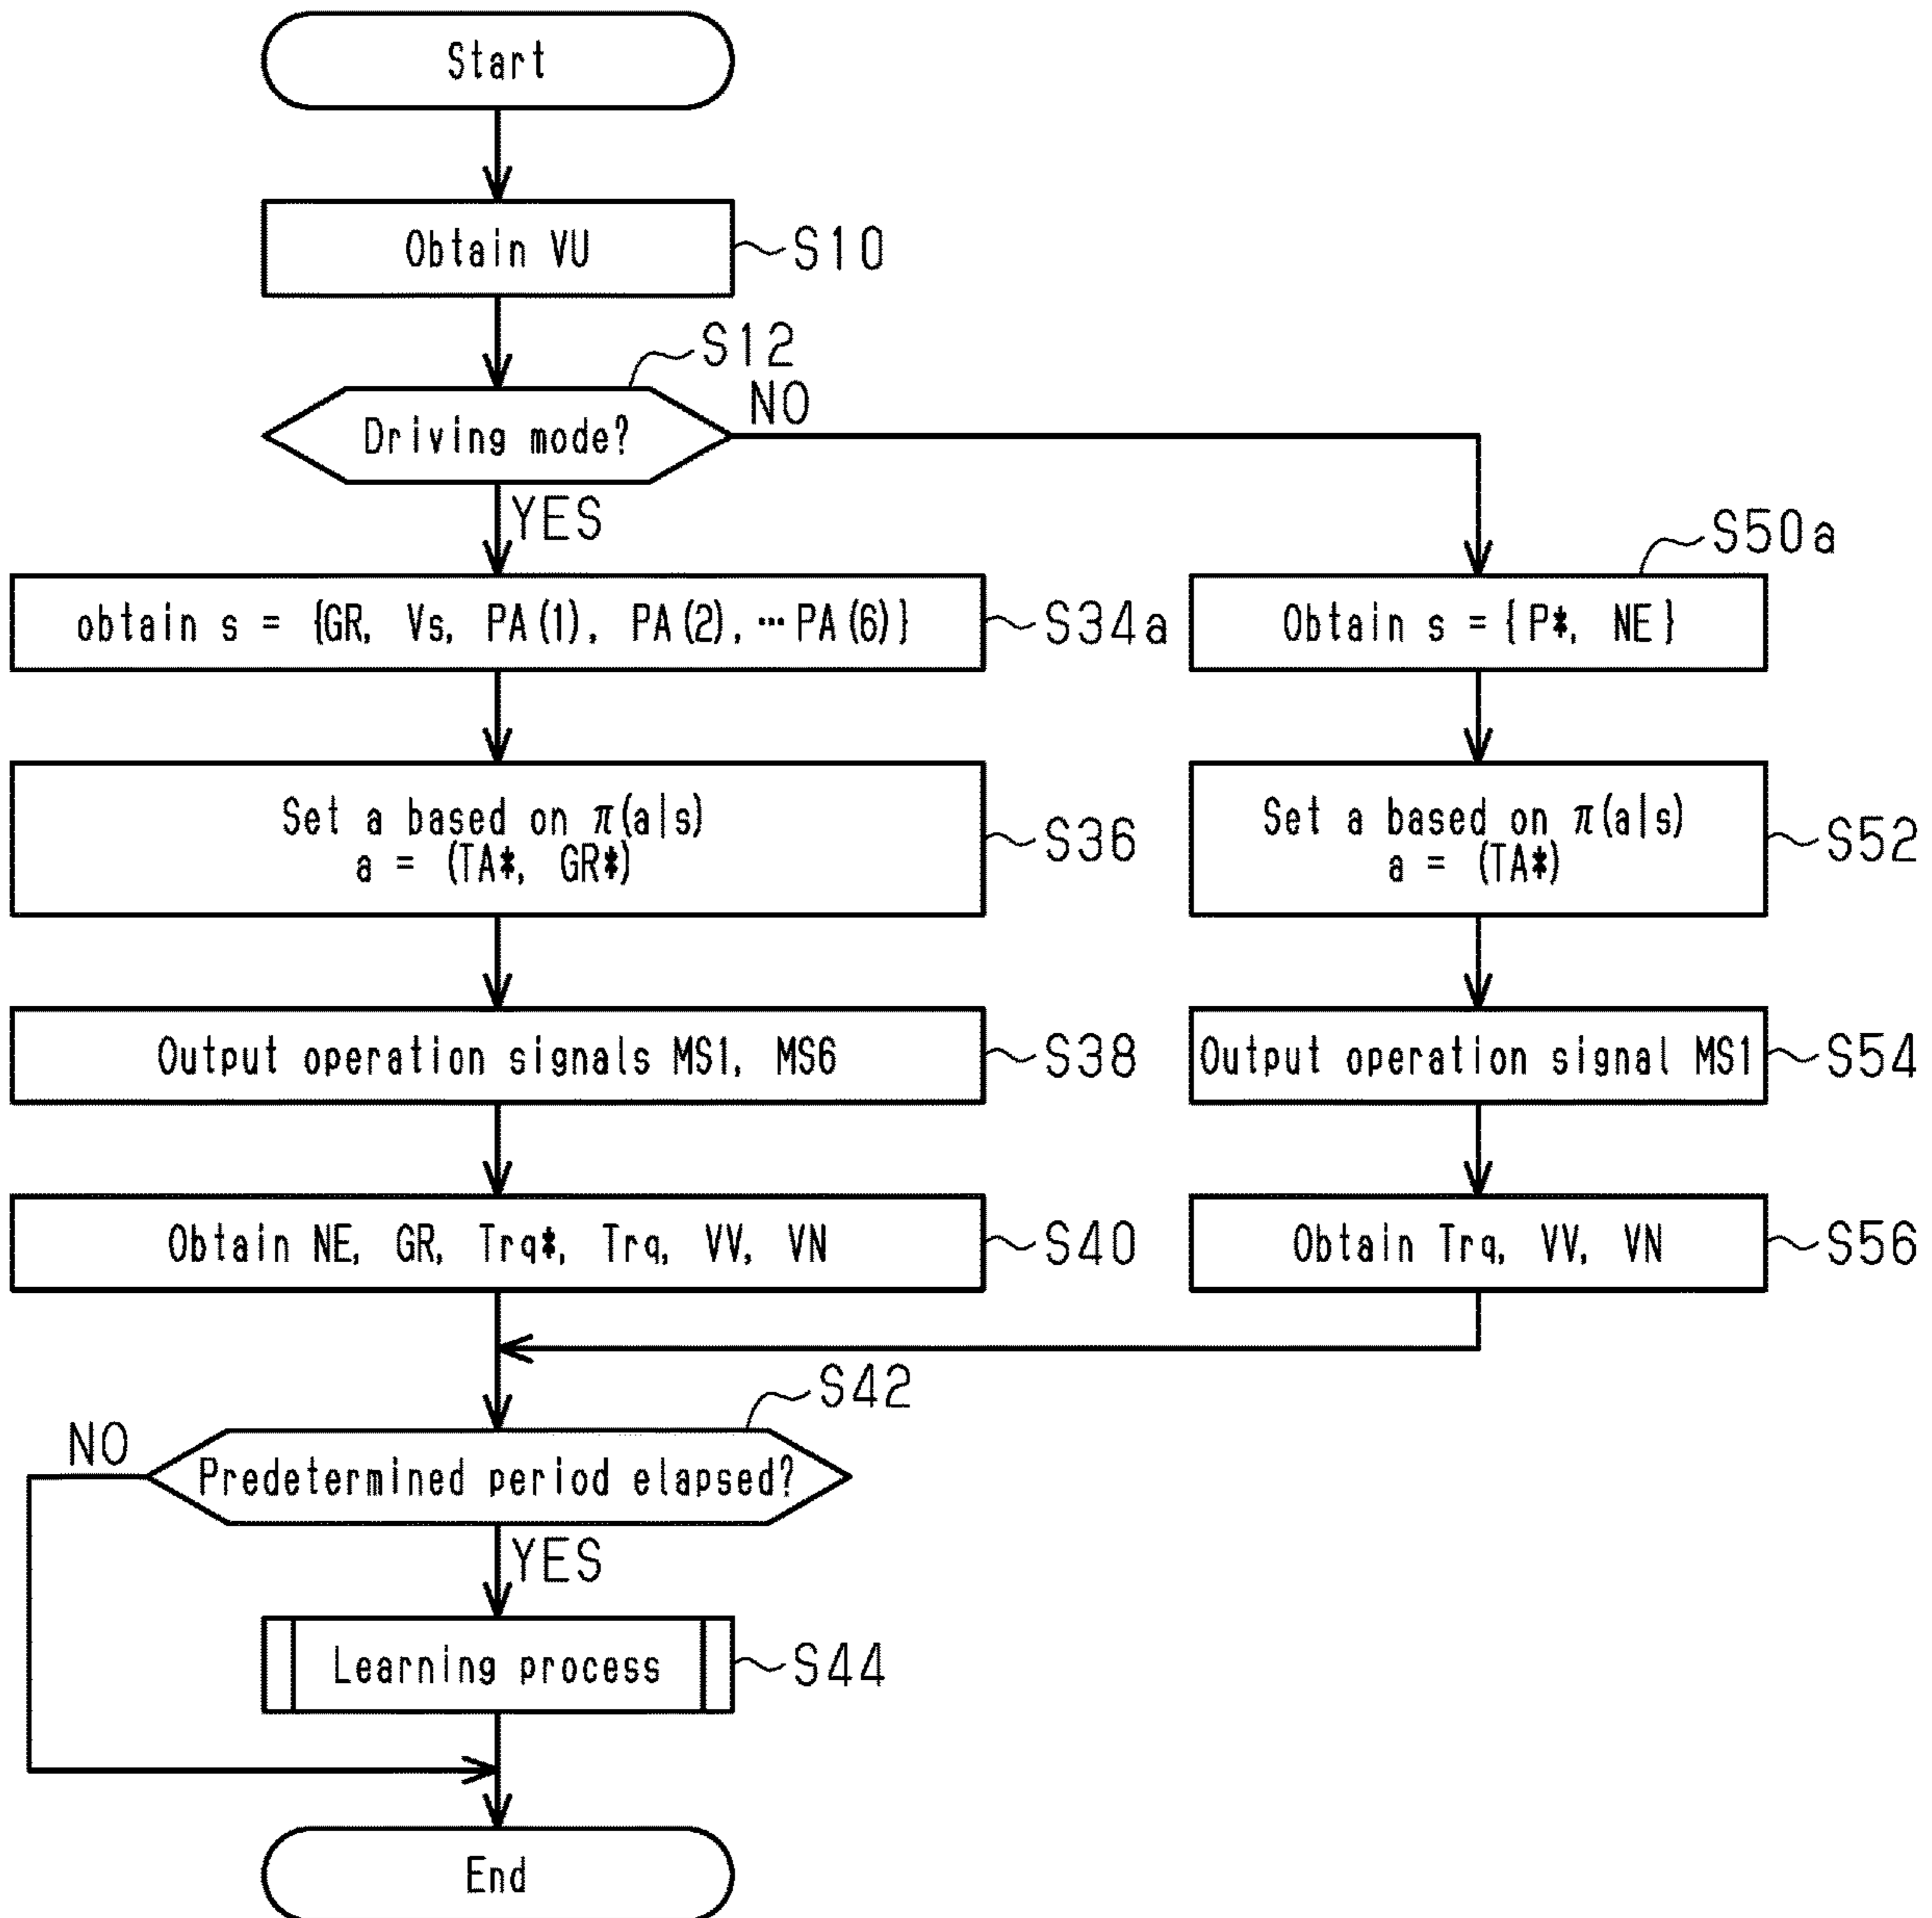 Start
Obtain VU
S10
S12
Driving mode?
NO
YES
S50a
obtain s = {GR, Vs, PA(1), PA(2), ··· PA(6)}
S34a
Obtain s = {P*, NE}
Set a based on π(a|s)
a = (TA*, GR*)
S36
Set a based on π(a|s)
a = (TA*)
S52
Output operation signals MS1, MS6
S38
Output operation signal MS1
S54
Obtain NE, GR, Trq*, Trq, VV, VN
S40
Obtain Trq, VV, VN
S56
S42
NO
Predetermined period elapsed?
YES
Learning process
S44
End